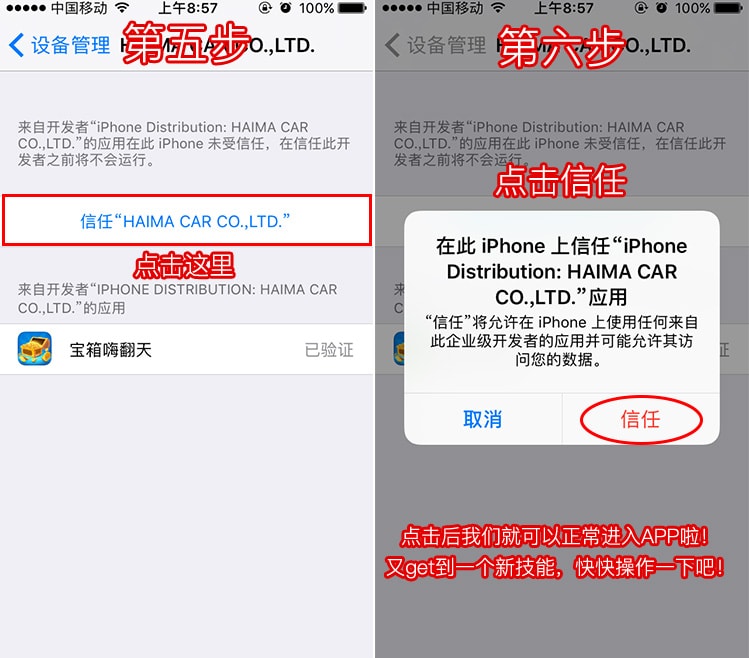 中国移动 上午8:57 100%
设备管理 HAIMA CAR CO.,LTD.
第五步
来自开发者“iPhone Distribution: HAIMA CAR
CO.,LTD.”的应用在此 iPhone 未受信任，在信任此开
发者之前将不会运行。
信任“HAIMA CAR CO.,LTD.”
点击这里
来自开发者“IPHONE DISTRIBUTION: HAIMA CAR
CO.,LTD.”的应用
宝箱嗨翻天 已验证
中国移动 上午8:57 100%
设备管理 CO.,LTD.
第六步
来自开发者“iPhone Distribution: HAIMA CAR
CO.,LTD.”的应用在此 iPhone 未受信任，在信任此开
发者之前将不会运行。
点击信任
在此 iPhone 上信任“iPhone
Distribution: HAIMA CAR
CO.,LTD.”应用
“信任”将允许在 iPhone 上使用任何来自
此企业级开发者的应用并可能允许其访
问您的数据。
取消 信任
点击后我们就可以正常进入APP啦！
又get到一个新技能，快快操作一下吧！